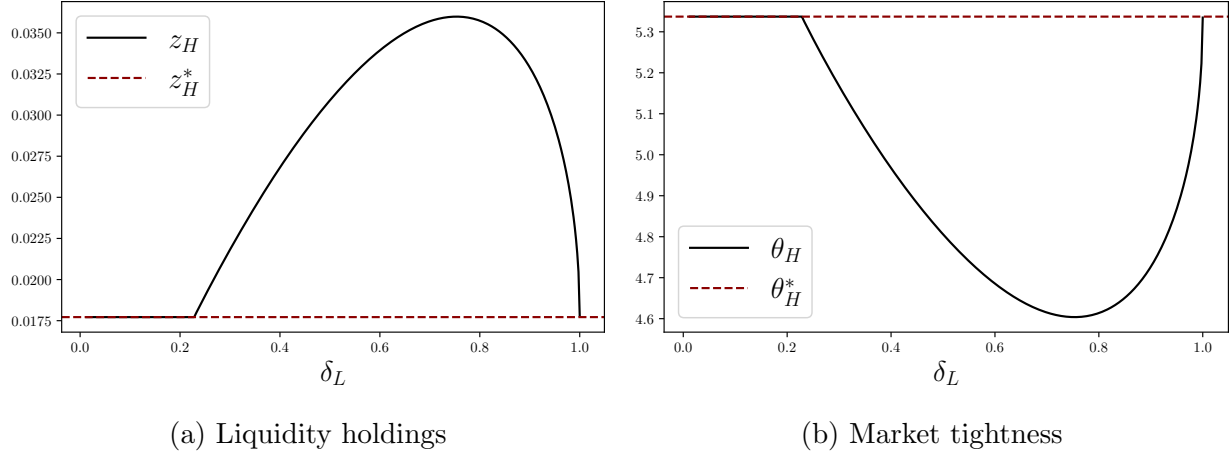 0.0350
0.0325
0.0300
0.0275
0.0250
0.0225
0.0200
0.0175
z_H
z_H^*
0.0 0.2 0.4 0.6 0.8 1.0
δ_L
(a) Liquidity holdings
5.3
5.2
5.1
5.0
4.9
4.8
4.7
4.6
θ_H
θ_H^*
0.0 0.2 0.4 0.6 0.8 1.0
δ_L
(b) Market tightness